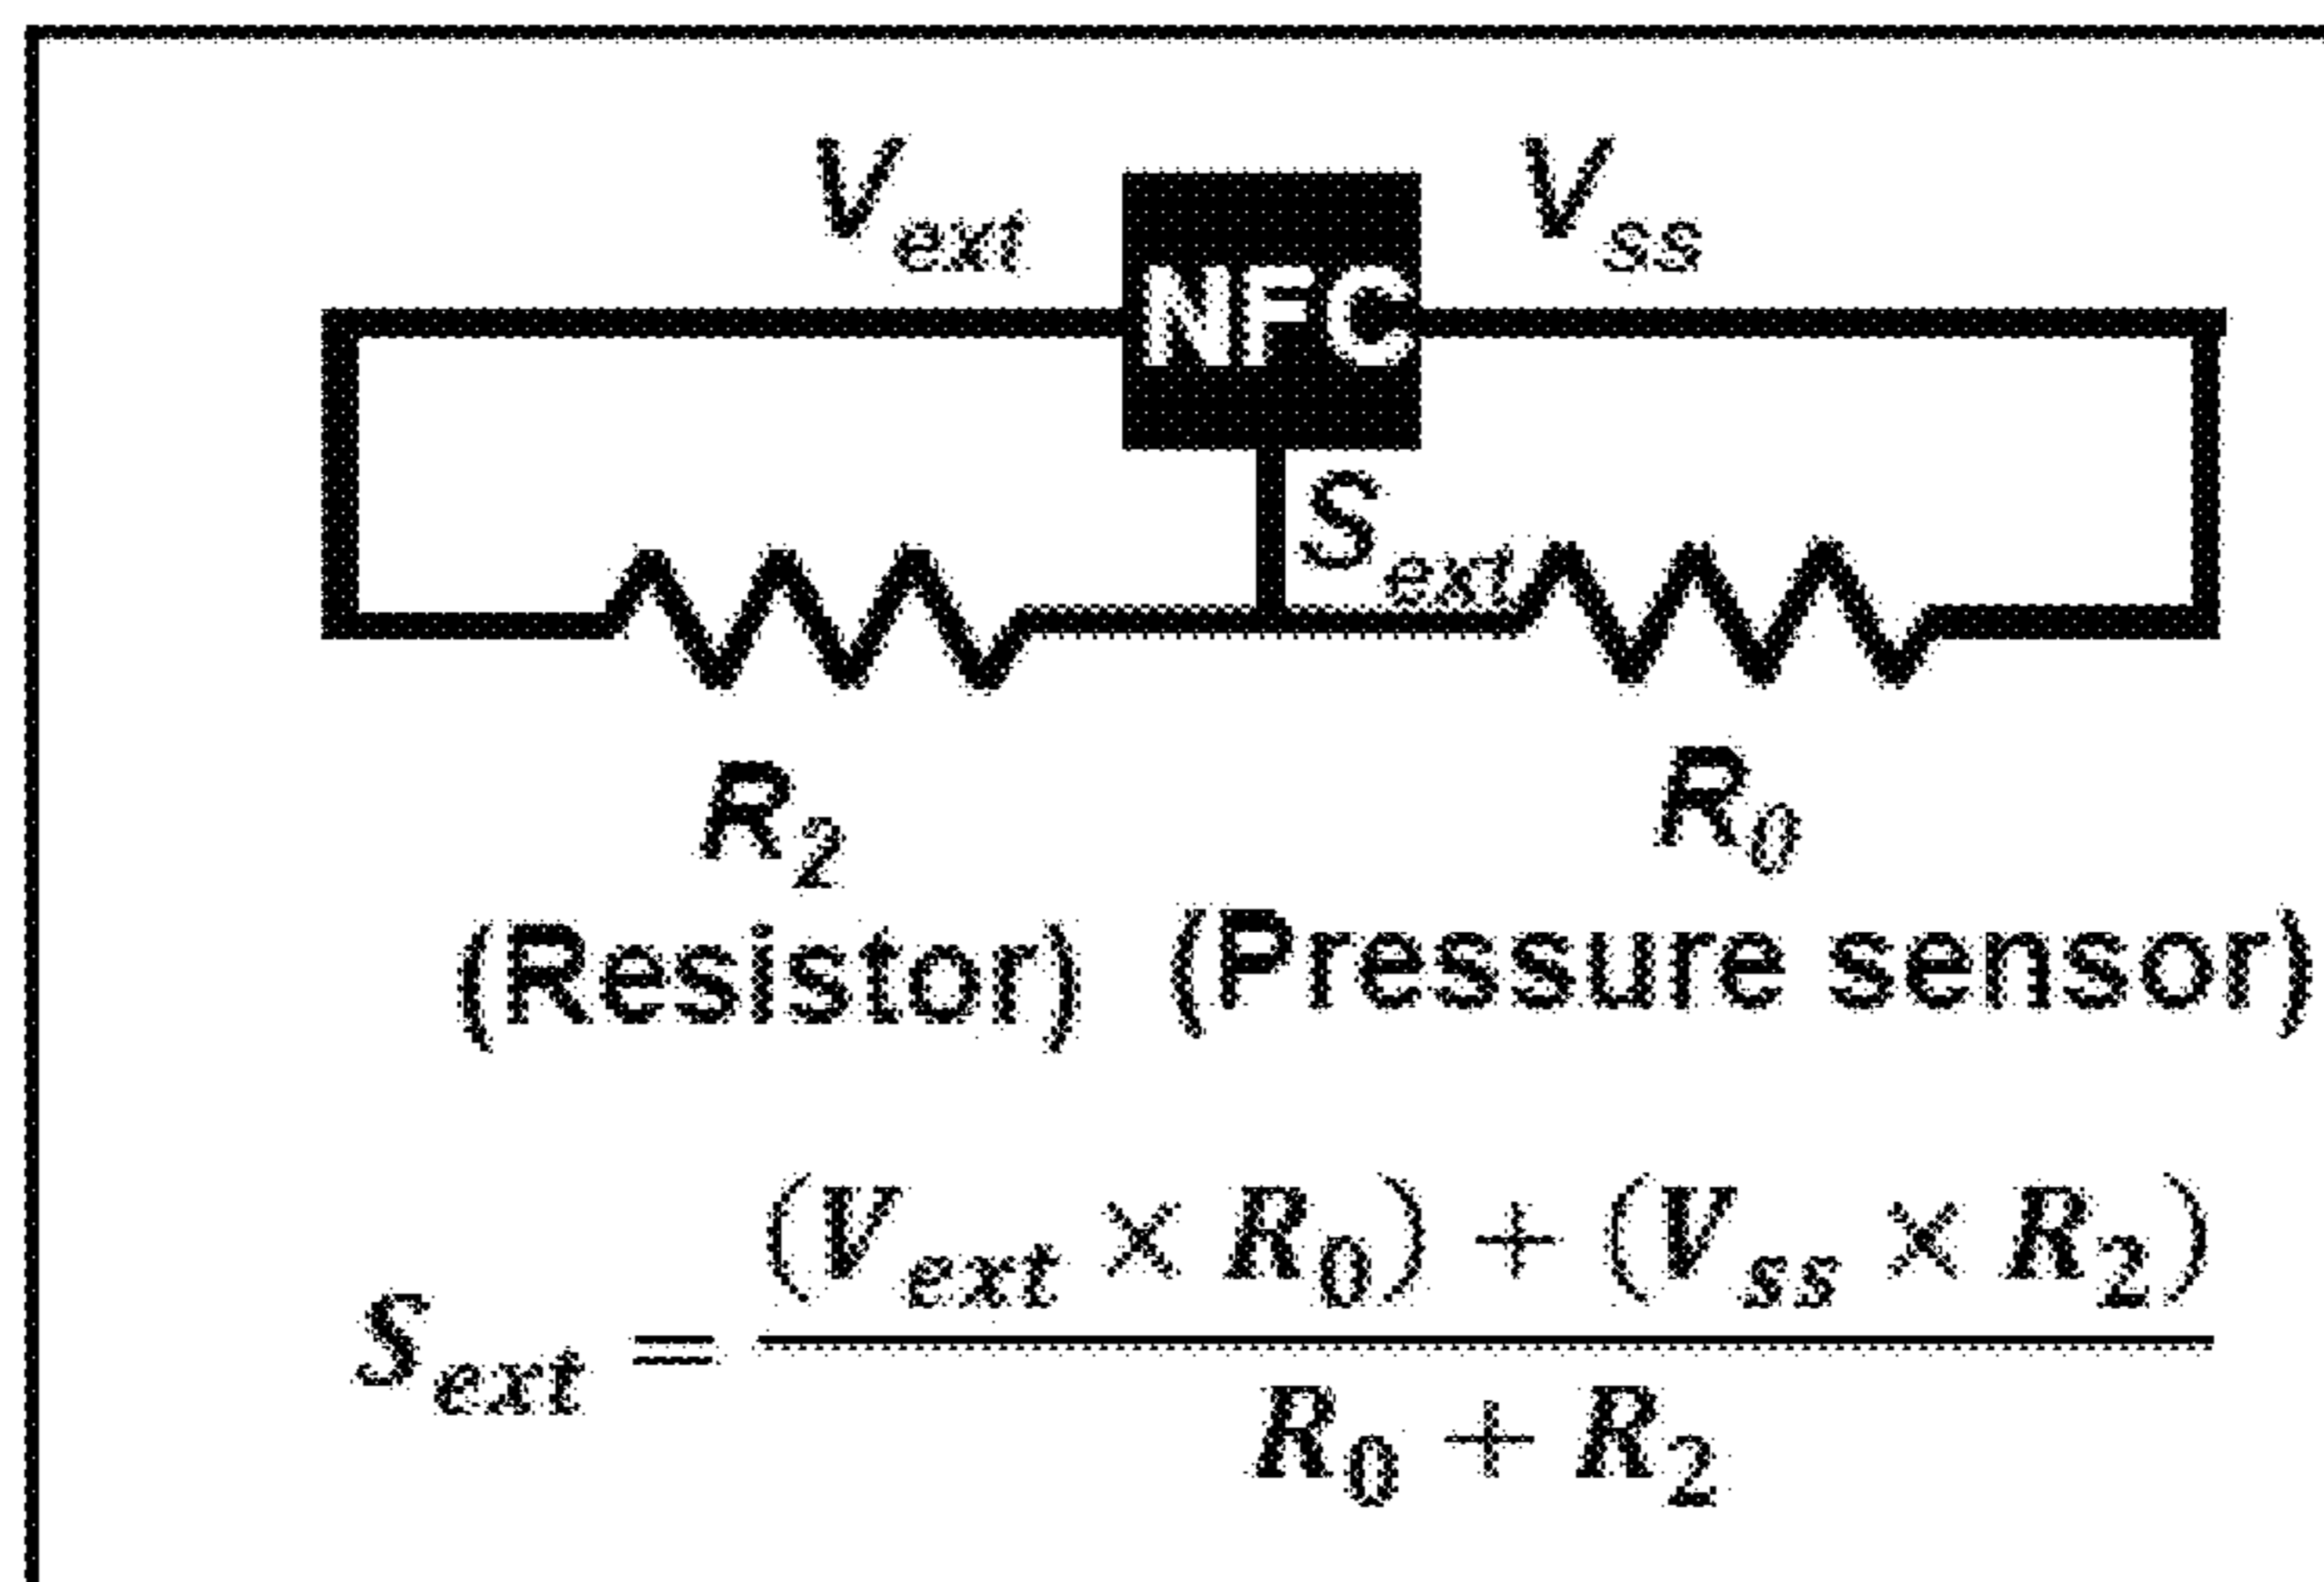 V_ext V_ss
NFC
S_ext
R_2 R_0
(Resistor) (Pressure sensor)
S_ext = ((V_ext × R_0) + (V_ss × R_2)) / (R_0 + R_2)